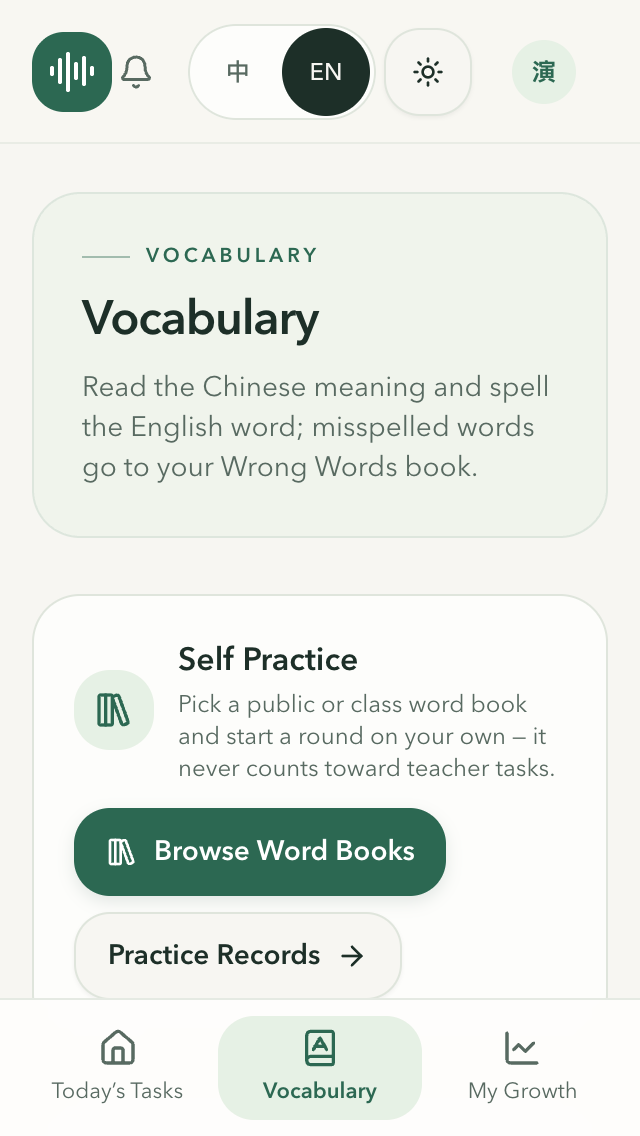 中
EN
演
VOCABULARY
Vocabulary
Read the Chinese meaning and spell
the English word; misspelled words
go to your Wrong Words book.
Self Practice
Pick a public or class word book
and start a round on your own — it
never counts toward teacher tasks.
Browse Word Books
Practice Records
Today's Tasks
Vocabulary
My Growth